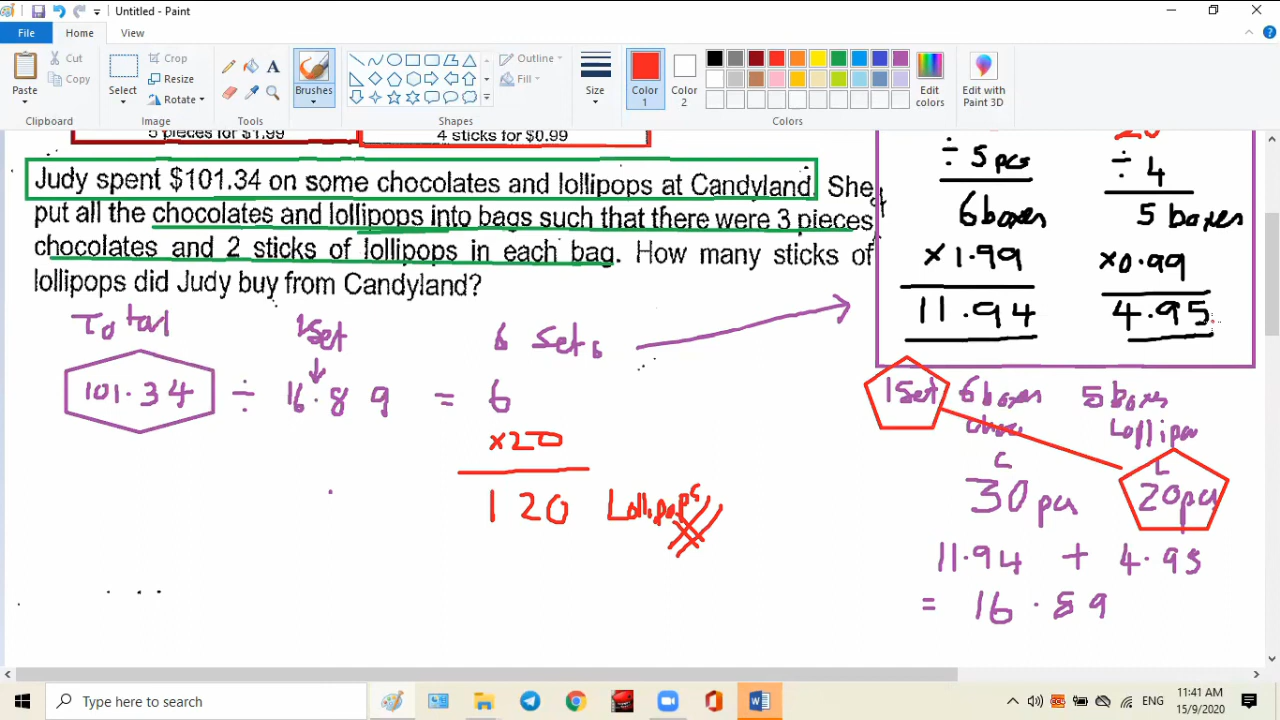 Untitled - Paint
File Home View
Paste
Cut
Copy
Clipboard
Select
Crop
Resize
Rotate
Image
Tools
Brushes
Shapes
Outline
Fill
Size
Color 1
Color 2
Edit colors
Edit with Paint 3D
Colors
5 pieces for $1.99
4 sticks for $0.99
Judy spent $101.34 on some chocolates and lollipops at Candyland. She
put all the chocolates and lollipops into bags such that there were 3 pieces of
chocolates and 2 sticks of lollipops in each bag. How many sticks of
lollipops did Judy buy from Candyland?
÷ 5 pcs
6 boxes
×1.99
11.94
20
÷ 4
5 boxes
×0.99
4.95
Total
1 Set
6 Sets
101.34 ÷ 16.89 = 6
×20
120 Lollipops
1 Set 6 boxes 5 boxes
choc Lollipop
C L
30 pcs 20 pcs
11.94 + 4.95
= 16.89
Type here to search
ENG
11:41 AM
15/9/2020